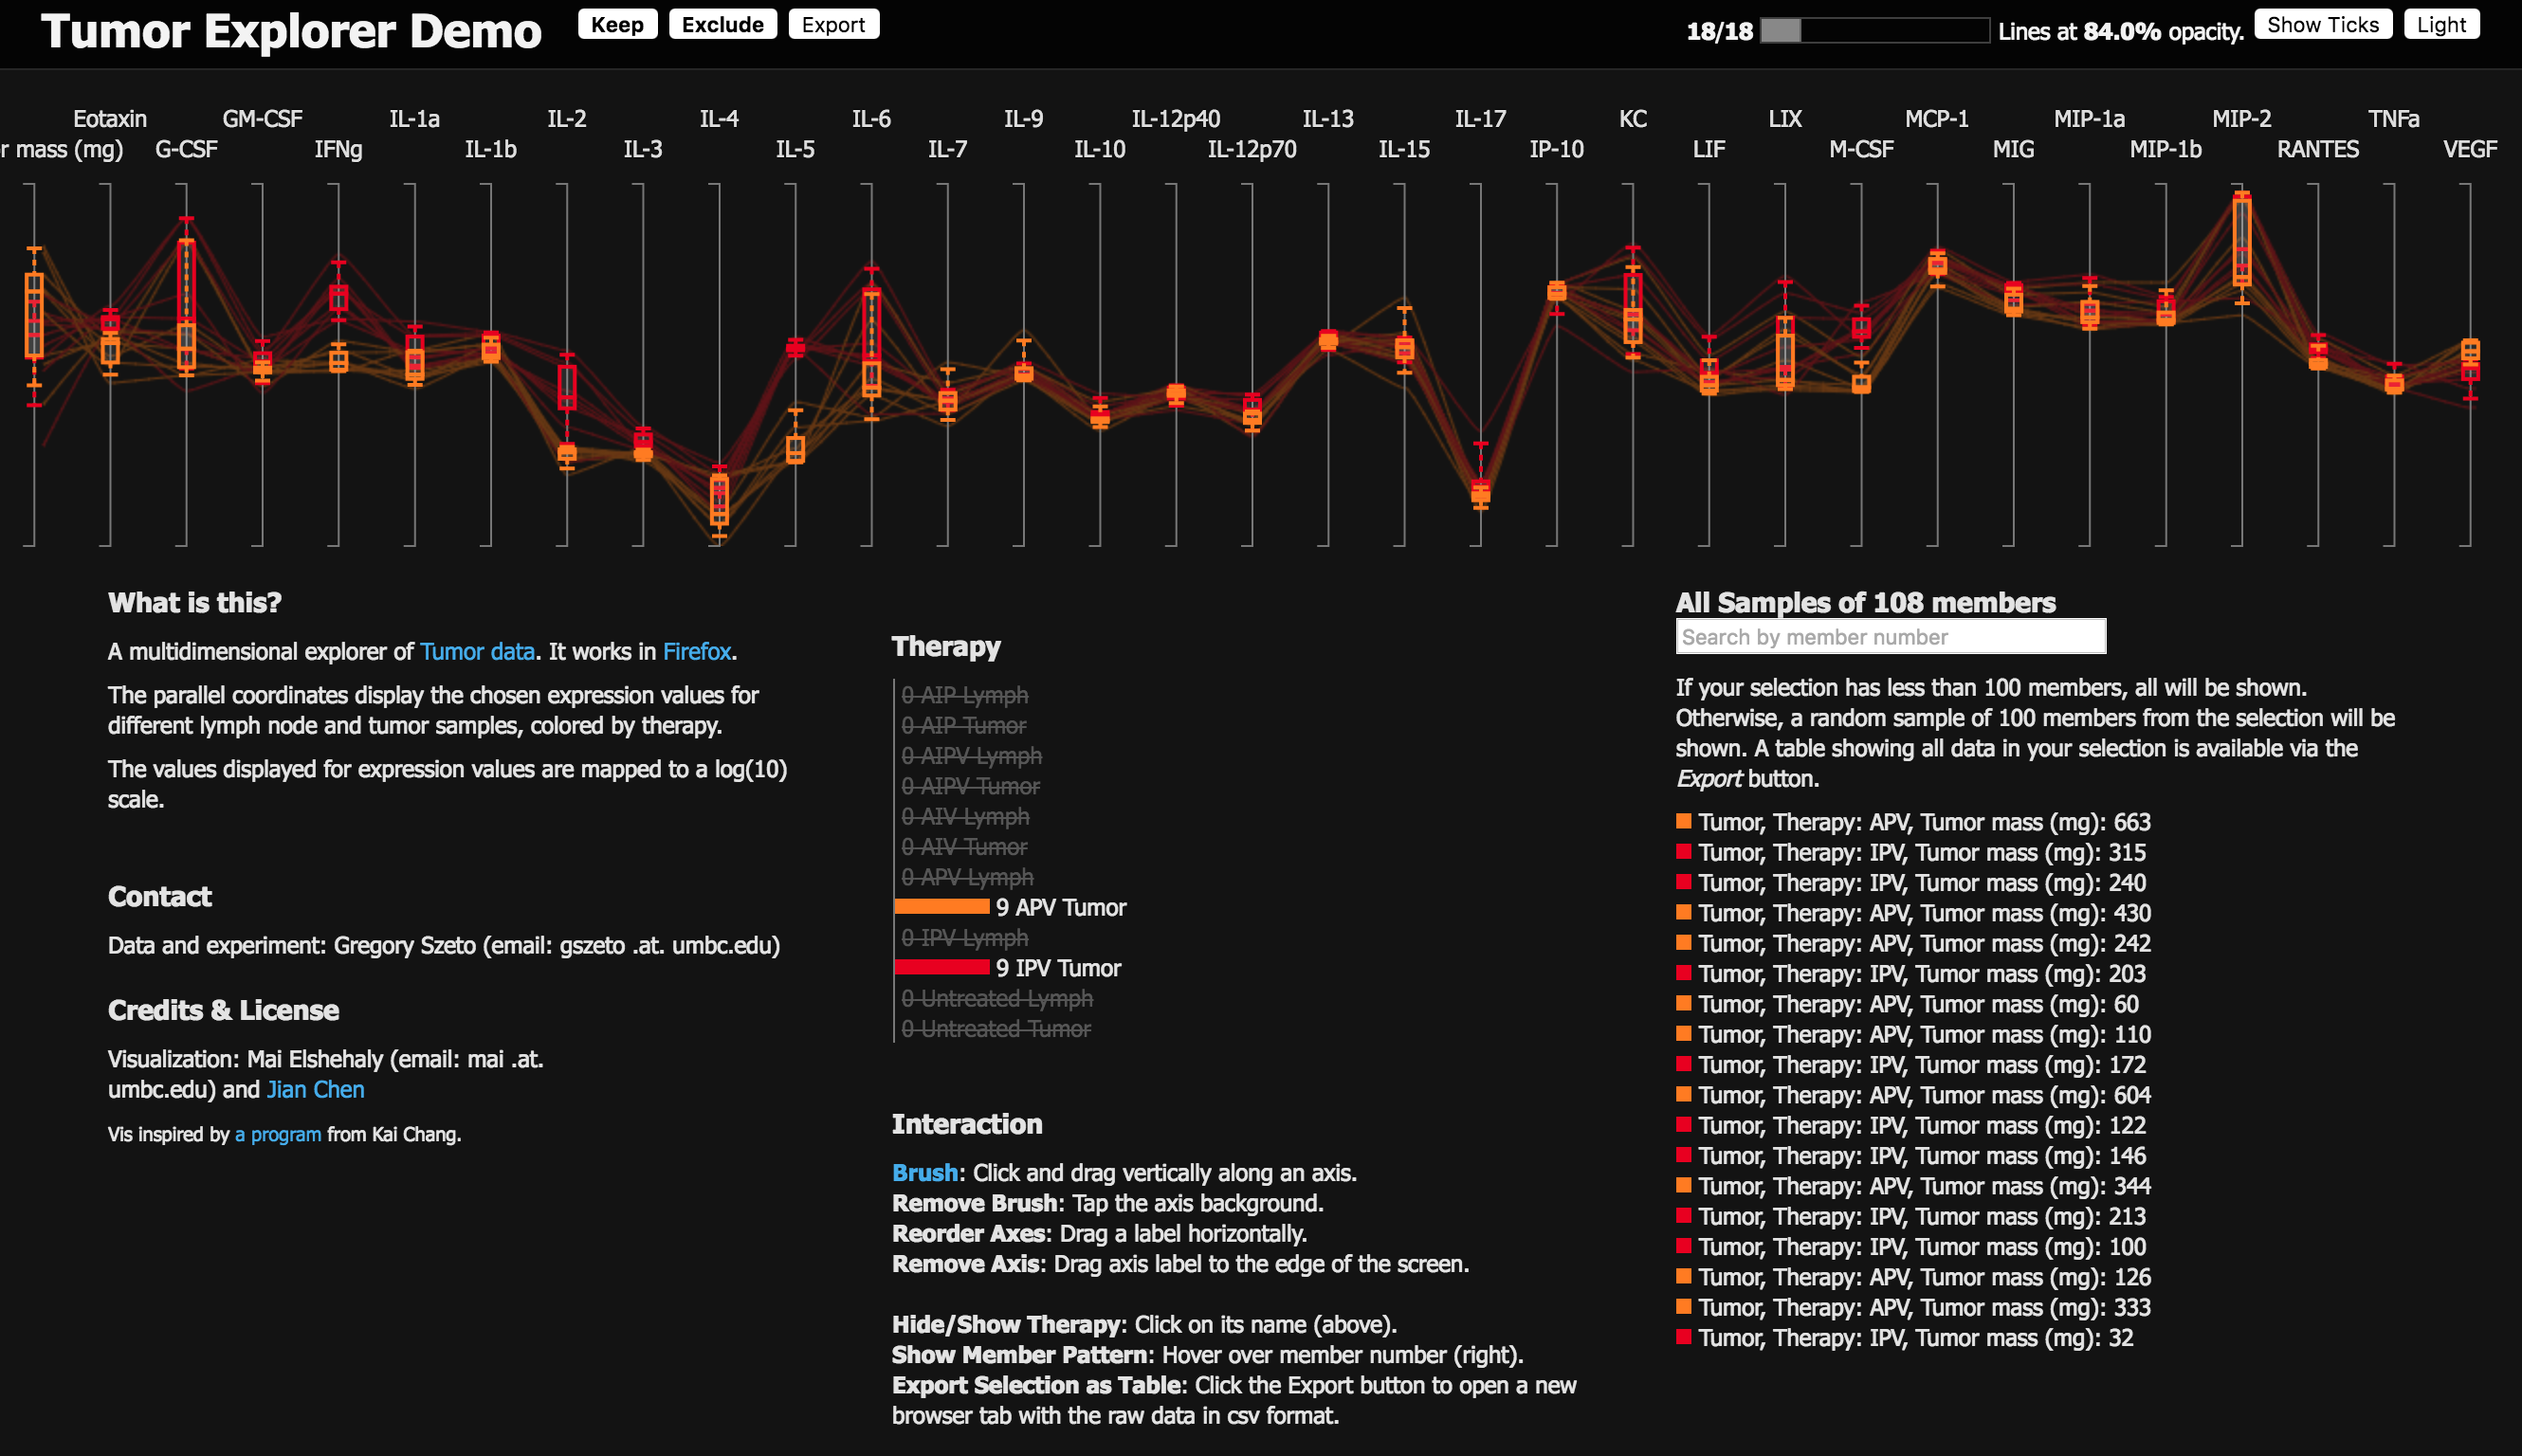 Tumor Explorer Demo
Keep
Exclude
Export
18/18
Lines at 84.0% opacity.
Show Ticks
Light
Eotaxin GM-CSF IL-1a IL-2 IL-4 IL-6 IL-9 IL-12p40 IL-13 IL-17 KC LIX MCP-1 MIP-1a MIP-2 TNFa
r mass (mg) G-CSF IFNg IL-1b IL-3 IL-5 IL-7 IL-10 IL-12p70 IL-15 IP-10 LIF M-CSF MIG MIP-1b RANTES VEGF
What is this?
A multidimensional explorer of Tumor data. It works in Firefox.
The parallel coordinates display the chosen expression values for
different lymph node and tumor samples, colored by therapy.
The values displayed for expression values are mapped to a log(10)
scale.
Contact
Data and experiment: Gregory Szeto (email: gszeto .at. umbc.edu)
Credits & License
Visualization: Mai Elshehaly (email: mai .at.
umbc.edu) and Jian Chen
Vis inspired by a program from Kai Chang.
Therapy
0 AIP Lymph
0 AIP Tumor
0 AIPV Lymph
0 AIPV Tumor
0 AIV Lymph
0 AIV Tumor
0 APV Lymph
9 APV Tumor
0 IPV Lymph
9 IPV Tumor
0 Untreated Lymph
0 Untreated Tumor
Interaction
Brush: Click and drag vertically along an axis.
Remove Brush: Tap the axis background.
Reorder Axes: Drag a label horizontally.
Remove Axis: Drag axis label to the edge of the screen.
Hide/Show Therapy: Click on its name (above).
Show Member Pattern: Hover over member number (right).
Export Selection as Table: Click the Export button to open a new
browser tab with the raw data in csv format.
All Samples of 108 members
Search by member number
If your selection has less than 100 members, all will be shown.
Otherwise, a random sample of 100 members from the selection will be
shown. A table showing all data in your selection is available via the
Export button.
Tumor, Therapy: APV, Tumor mass (mg): 663
Tumor, Therapy: IPV, Tumor mass (mg): 315
Tumor, Therapy: IPV, Tumor mass (mg): 240
Tumor, Therapy: APV, Tumor mass (mg): 430
Tumor, Therapy: APV, Tumor mass (mg): 242
Tumor, Therapy: IPV, Tumor mass (mg): 203
Tumor, Therapy: APV, Tumor mass (mg): 60
Tumor, Therapy: APV, Tumor mass (mg): 110
Tumor, Therapy: IPV, Tumor mass (mg): 172
Tumor, Therapy: APV, Tumor mass (mg): 604
Tumor, Therapy: IPV, Tumor mass (mg): 122
Tumor, Therapy: IPV, Tumor mass (mg): 146
Tumor, Therapy: APV, Tumor mass (mg): 344
Tumor, Therapy: IPV, Tumor mass (mg): 213
Tumor, Therapy: IPV, Tumor mass (mg): 100
Tumor, Therapy: APV, Tumor mass (mg): 126
Tumor, Therapy: APV, Tumor mass (mg): 333
Tumor, Therapy: IPV, Tumor mass (mg): 32